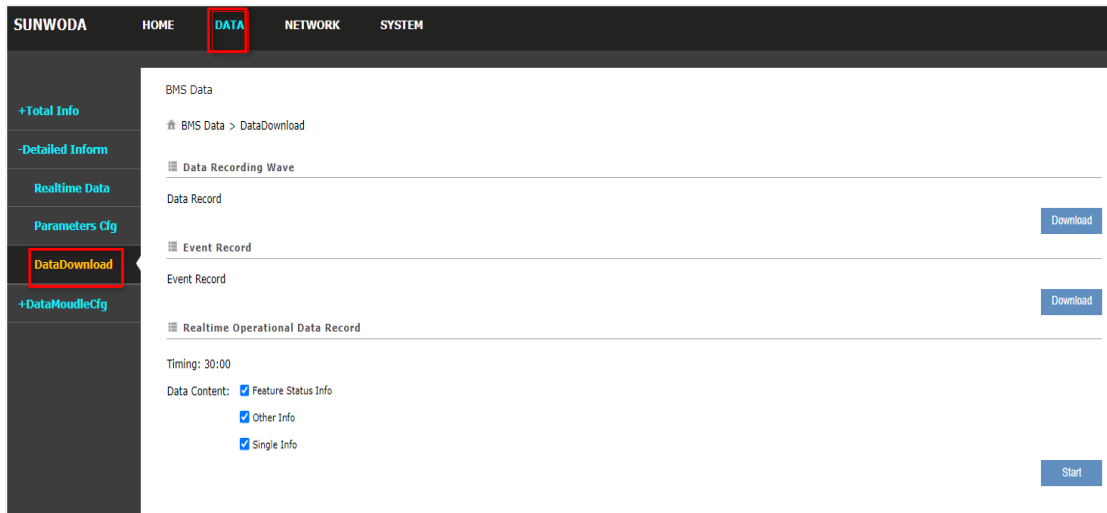 SUNWODA HOME DATA NETWORK SYSTEM
+Total Info
-Detailed Inform
Realtime Data
Parameters Cfg
DataDownload
+DataMoudleCfg
BMS Data
BMS Data > DataDownload
Data Recording Wave
Data Record
Download
Event Record
Event Record
Download
Realtime Operational Data Record
Timing: 30:00
Data Content: Feature Status Info
Other Info
Single Info
Start